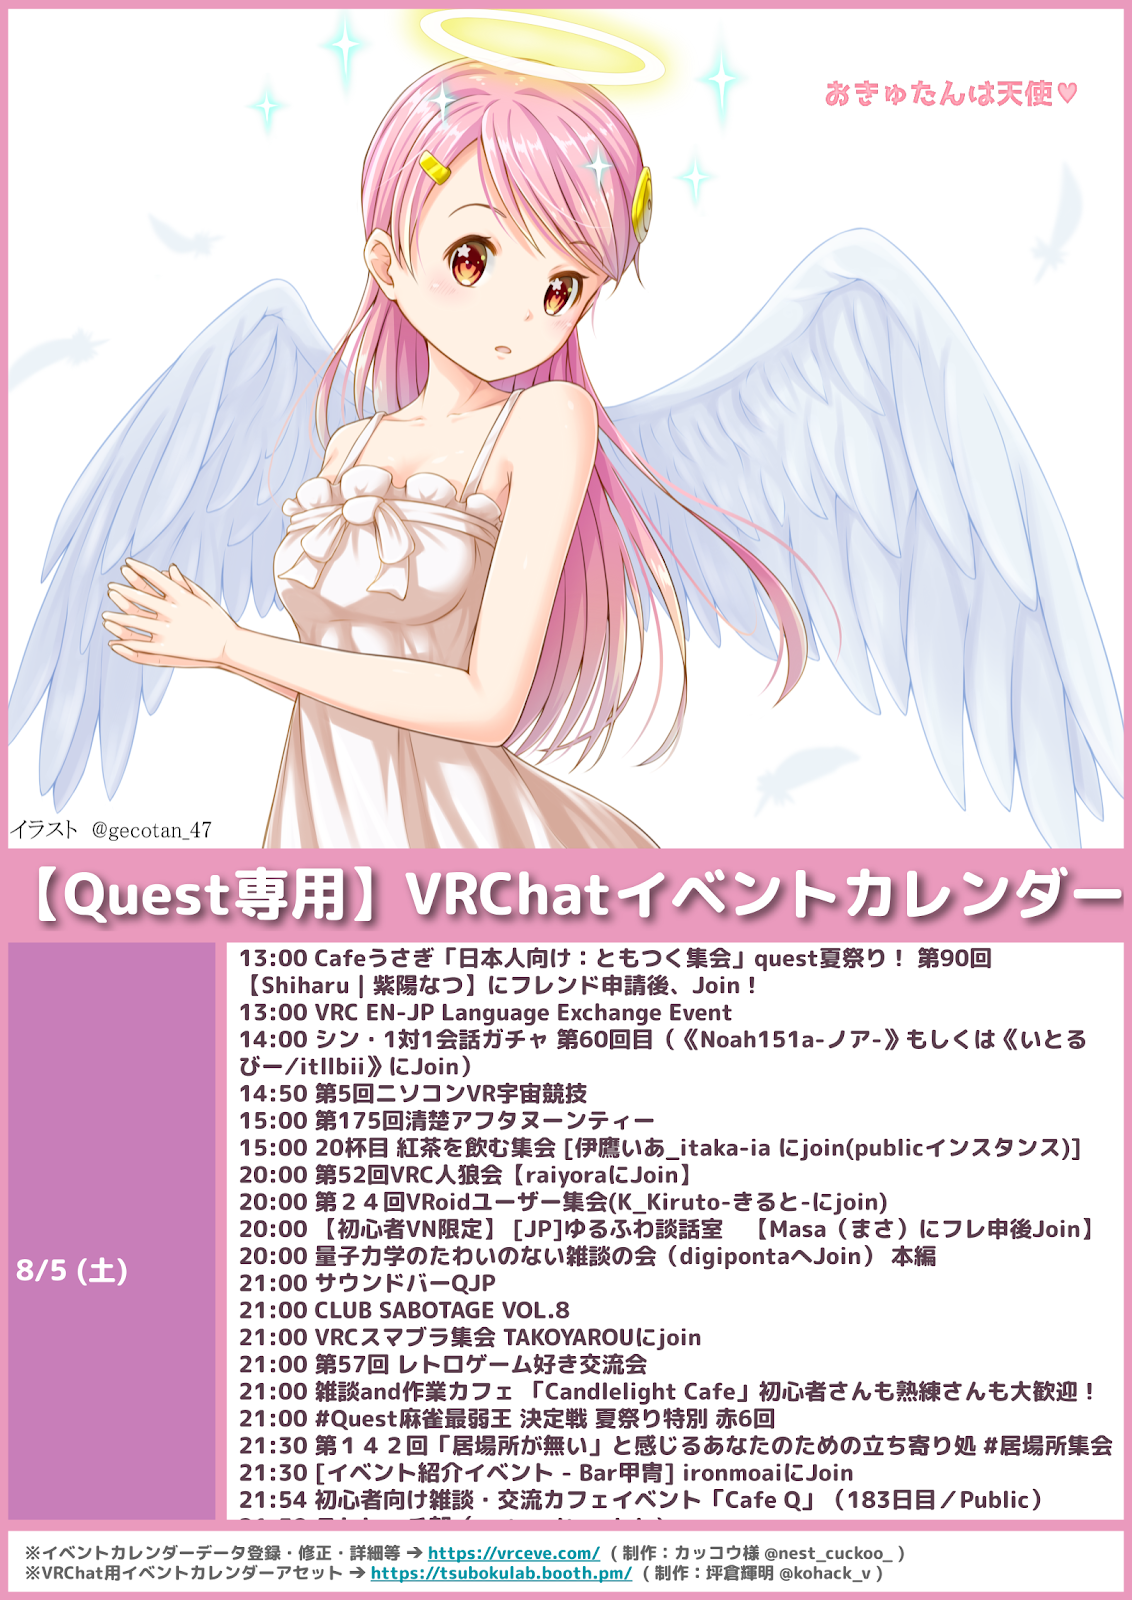 おきゅたんは天使♥
イラスト @gecotan_47
【Quest専用】VRChatイベントカレンダー
8/5 (土)
13:00 Cafeうさぎ「日本人向け：ともつく集会」quest夏祭り！ 第90回
【Shiharu | 紫陽なつ】にフレンド申請後、Join！
13:00 VRC EN-JP Language Exchange Event
14:00 シン・1対1会話ガチャ 第60回目（《Noah151a-ノア-》もしくは《いとる
びー/itllbii》にJoin）
14:50 第5回ニソコンVR宇宙競技
15:00 第175回清楚アフタヌーンティー
15:00 20杯目 紅茶を飲む集会 [伊鷹いあ_itaka-ia にjoin(publicインスタンス)]
20:00 第52回VRC人狼会【raiyoraにJoin】
20:00 第２４回VRoidユーザー集会(K_Kiruto-きると-にjoin)
20:00 【初心者VN限定】 [JP]ゆるふわ談話室　【Masa（まさ）にフレ申後Join】
20:00 量子力学のたわいのない雑談の会（digipontaへJoin） 本編
21:00 サウンドバーQJP
21:00 CLUB SABOTAGE VOL.8
21:00 VRCスマブラ集会 TAKOYAROUにjoin
21:00 第57回 レトロゲーム好き交流会
21:00 雑談and作業カフェ 「Candlelight Cafe」初心者さんも熟練さんも大歓迎！
21:00 #Quest麻雀最弱王 決定戦 夏祭り特別 赤6回
21:30 第１４２回「居場所が無い」と感じるあなたのための立ち寄り処 #居場所集会
21:30 [イベント紹介イベント - Bar甲冑] ironmoaiにJoin
21:54 初心者向け雑談・交流カフェイベント「Cafe Q」（183日目／Public）
※イベントカレンダーデータ登録・修正・詳細等 ➔ https://vrceve.com/ （ 制作：カッコウ様 @nest_cuckoo_ ）
※VRChat用イベントカレンダーアセット ➔ https://tsubokulab.booth.pm/ （ 制作：坪倉輝明 @kohack_v ）